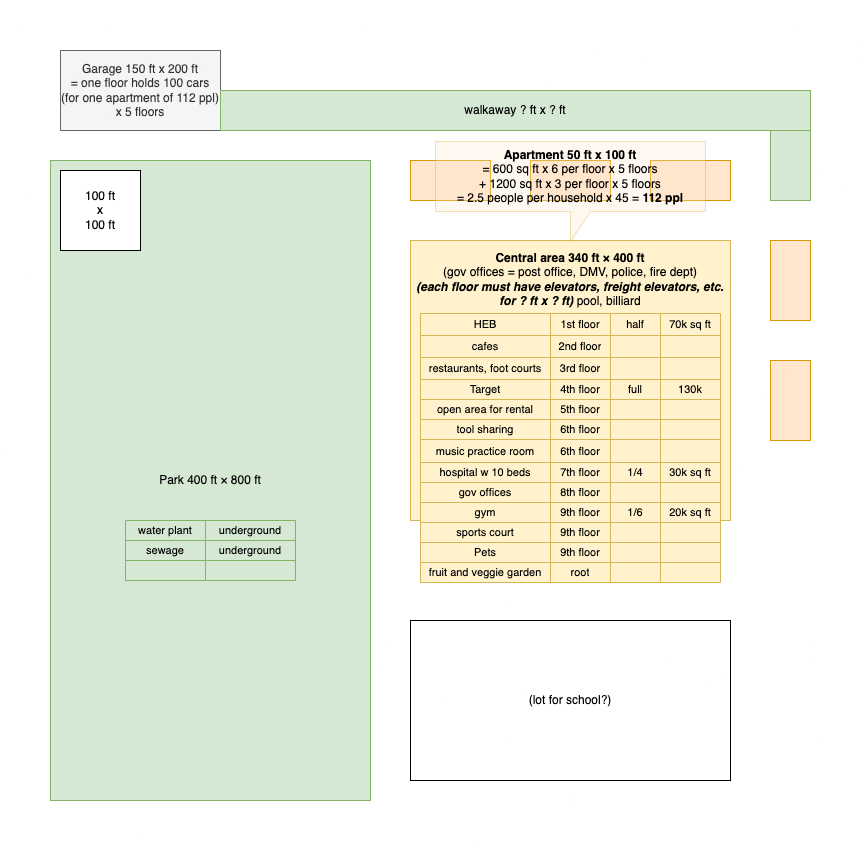 Garage 150 ft x 200 ft
= one floor holds 100 cars
(for one apartment of 112 ppl)
x 5 floors
walkaway ? ft x ? ft
100 ft
x
100 ft
Apartment 50 ft x 100 ft
= 600 sq ft x 6 per floor x 5 floors
+ 1200 sq ft x 3 per floor x 5 floors
= 2.5 people per household x 45 = 112 ppl
Central area 340 ft × 400 ft
(gov offices = post office, DMV, police, fire dept)
(each floor must have elevators, freight elevators, etc.
for ? ft x ? ft) pool, billiard
HEB 1st floor half 70k sq ft
cafes 2nd floor
restaurants, foot courts 3rd floor
Target 4th floor full 130k
open area for rental 5th floor
tool sharing 6th floor
music practice room 6th floor
hospital w 10 beds 7th floor 1/4 30k sq ft
gov offices 8th floor
gym 9th floor 1/6 20k sq ft
sports court 9th floor
Pets 9th floor
fruit and veggie garden root
Park 400 ft × 800 ft
water plant underground
sewage underground
(lot for school?)